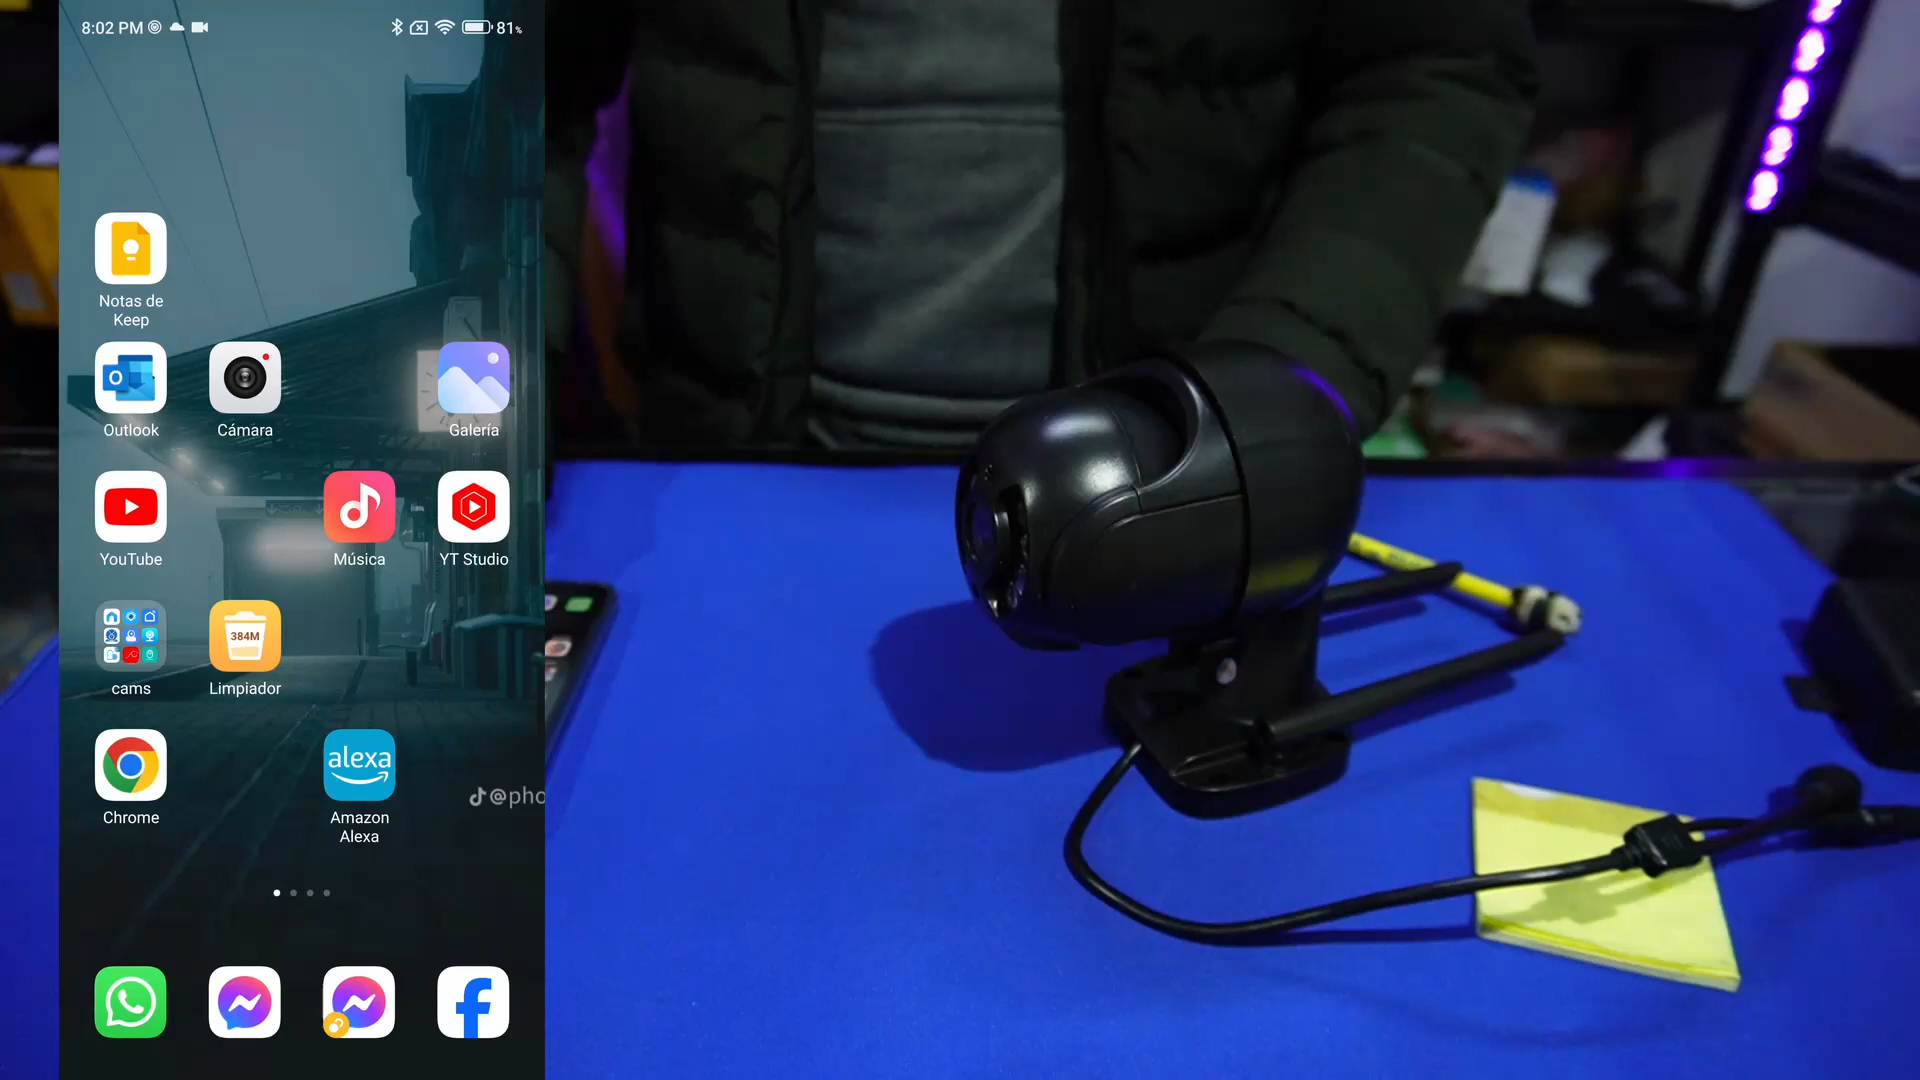 8:02 PM
81%
Notas de
Keep
Outlook
Cámara
Galería
YouTube
Música
YT Studio
cams
384M
Limpiador
alexa
Chrome
Amazon
Alexa
@pho